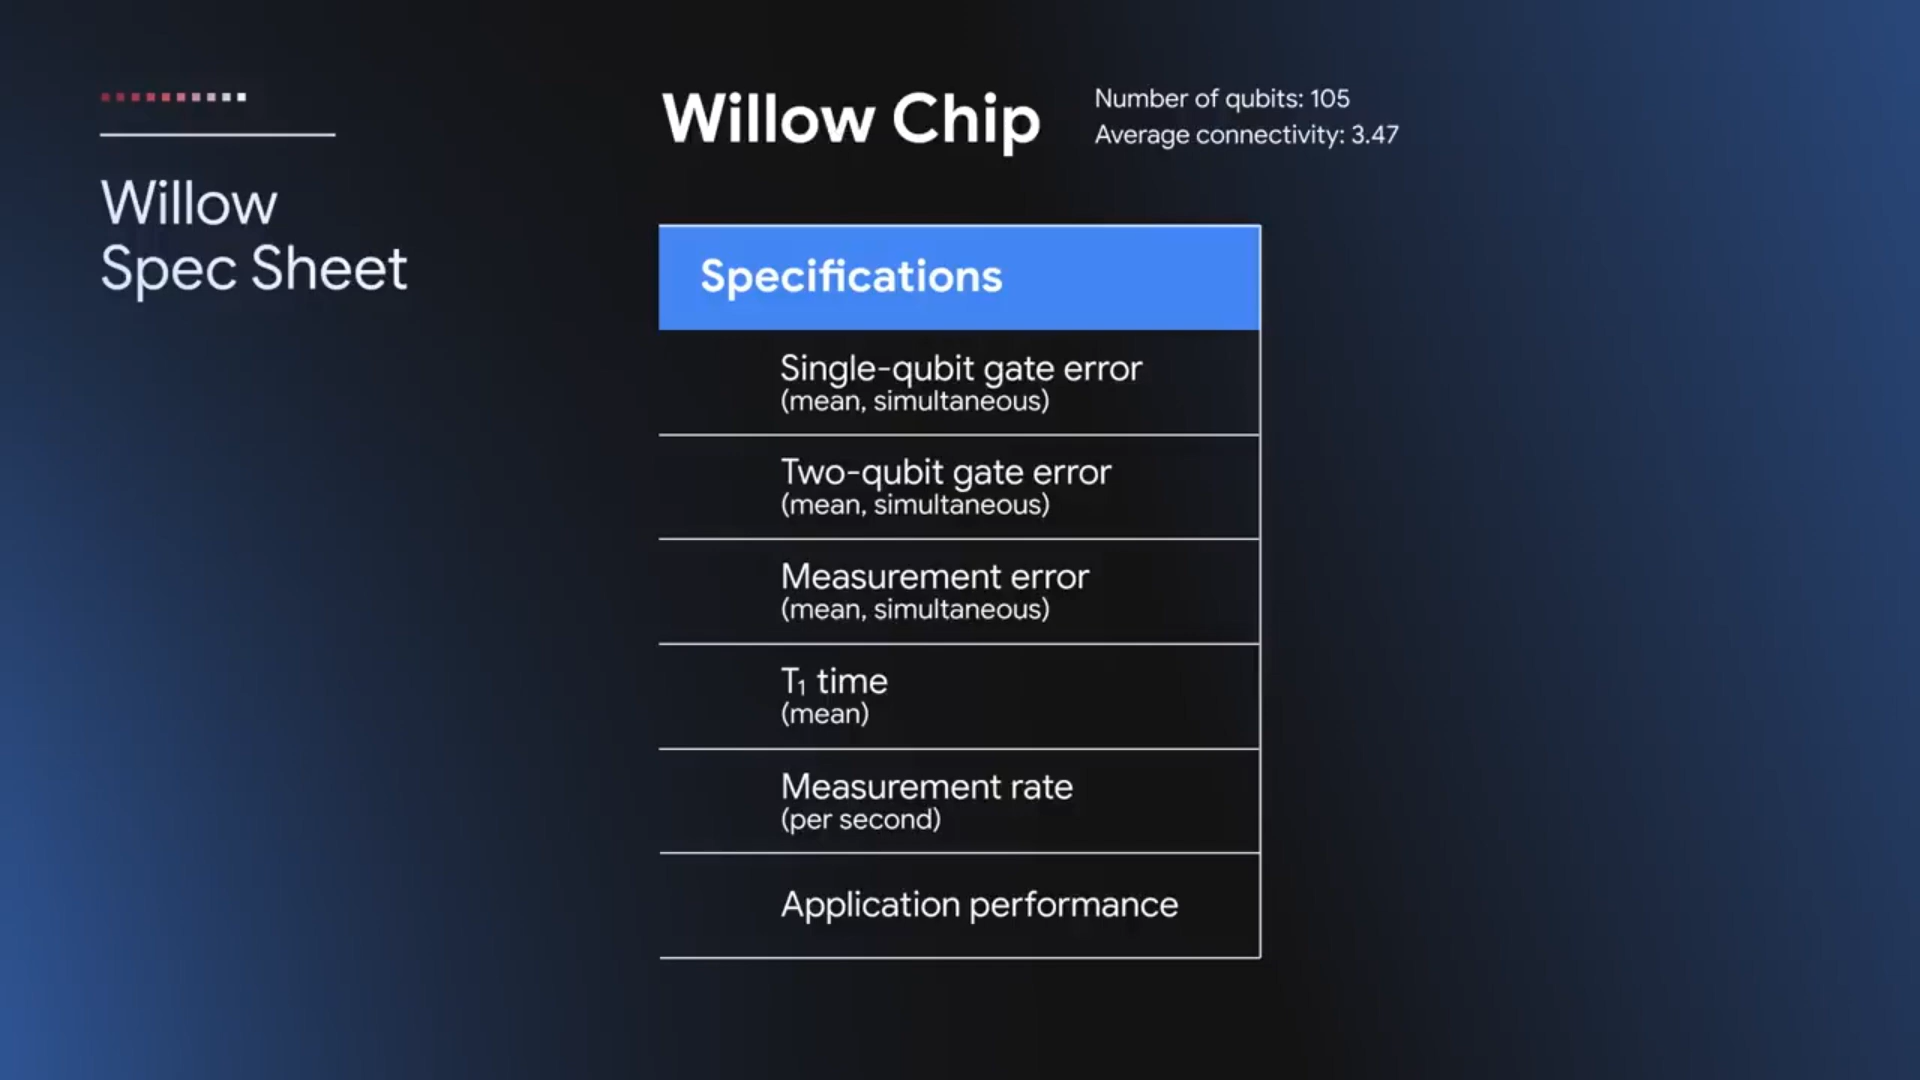 Willow
Spec Sheet
Willow Chip
Number of qubits: 105
Average connectivity: 3.47
Specifications
Single-qubit gate error
(mean, simultaneous)
Two-qubit gate error
(mean, simultaneous)
Measurement error
(mean, simultaneous)
T₁ time
(mean)
Measurement rate
(per second)
Application performance